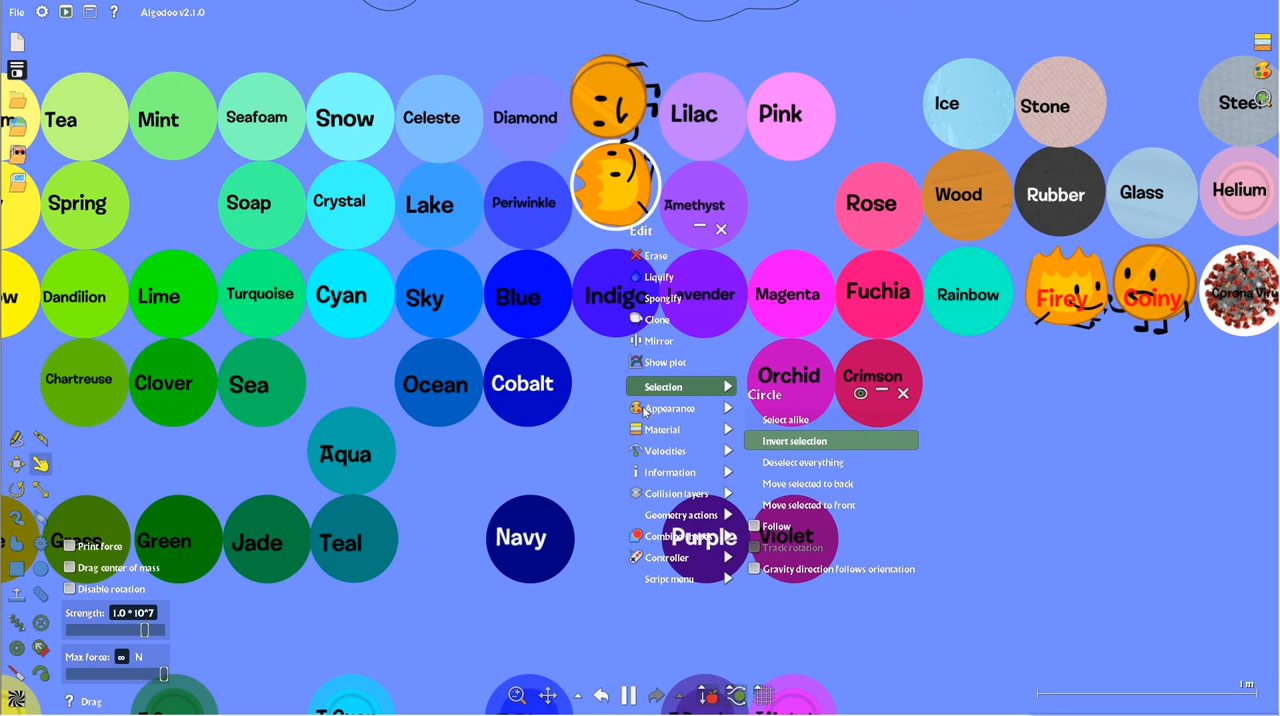 File ? Algodoo v2.1.0
Tea Mint Seafoam Snow Celeste Diamond Lilac Pink Ice Stone Steel
Spring Soap Crystal Lake Periwinkle Amethyst Rose Wood Rubber Glass Helium
Edit
Erase
Liquify
Spongify
Clone
Mirror
Show plot
Selection
Appearance
Material
Velocities
Information
Collision layers
Geometry actions
Controller
Script menu
Dandilion Lime Turquoise Cyan Sky Blue Indigo Lavender Magenta Fuchia Rainbow Firey Coiny Corona Viru
Chartreuse Clover Sea Ocean Cobalt Orchid Crimson
Circle
Select alike
Invert selection
Deselect everything
Move selected to back
Move selected to front
Follow
Track rotation
Gravity direction follows orientation
Aqua
Grass Green Jade Teal Navy Purple Violet
Print force
Drag center of mass
Disable rotation
Strength: 1.0 * 10^7
Max force: ∞ N
? Drag
1 m